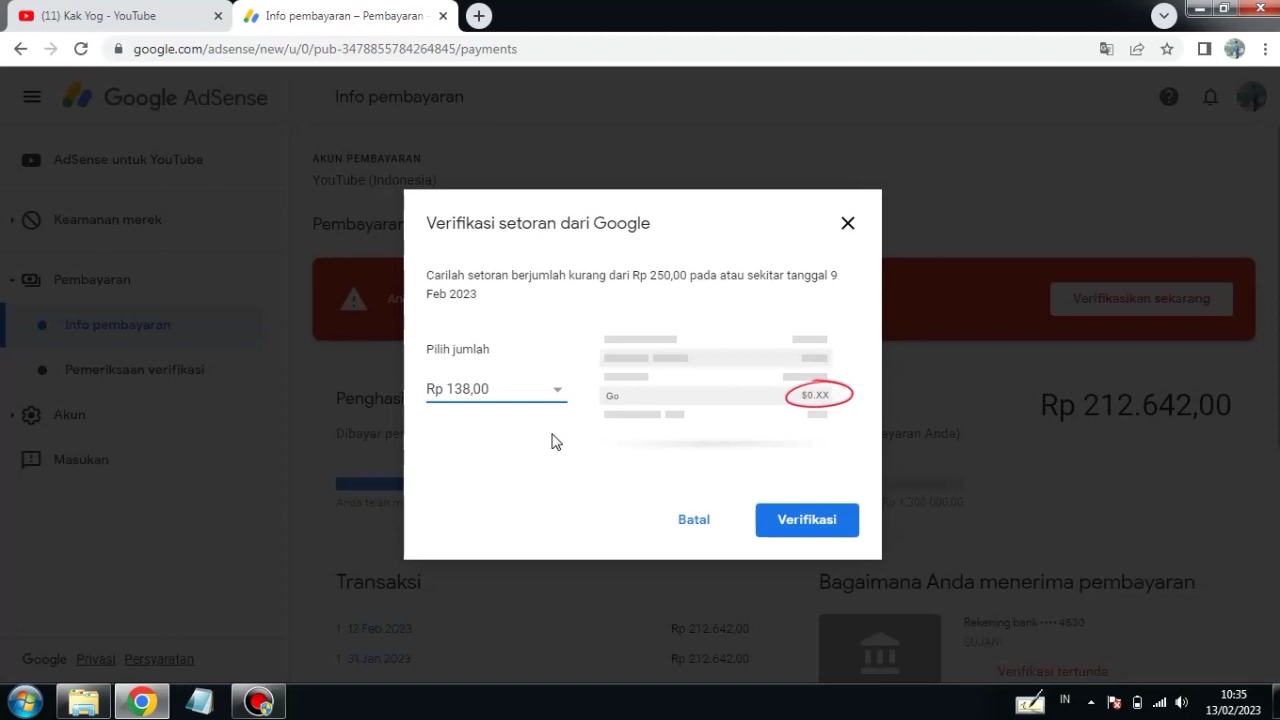 (11) Kak Yog - YouTube
Info pembayaran – Pembayaran -
google.com/adsense/new/u/0/pub-3478855784264845/payments
Google AdSense
Info pembayaran
AdSense untuk YouTube
Keamanan merek
Pembayaran
Info pembayaran
Pemeriksaan verifikasi
Akun
Masukan
Google Privasi Persyaratan
AKUN PEMBAYARAN
YouTube (Indonesia)
Verifikasikan sekarang
Verifikasi setoran dari Google
Carilah setoran berjumlah kurang dari Rp 250,00 pada atau sekitar tanggal 9
Feb 2023
Pilih jumlah
Rp 138,00
Go
$0.XX
Batal
Verifikasi
Rp 212.642,00
Dibayar
Transaksi
1 12 Feb 2023 Rp 212.642,00
1 31 Jan 2023 Rp 212.642,00
Bagaimana Anda menerima pembayaran
Rekening bank •••• 4630
SUJANI
Verifikasi tertunda
IN
10:35
13/02/2023